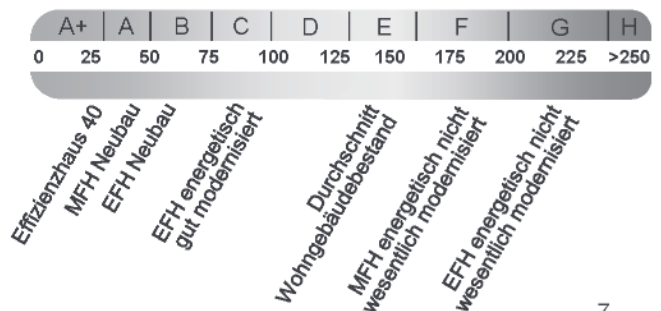 A+ A B C D E F G H
0 25 50 75 100 125 150 175 200 225 >250
Effizienzhaus 40
MFH Neubau
EFH Neubau
EFH energetisch
gut modernisiert
Durchschnitt
Wohngebäudebestand
MFH energetisch nicht
wesentlich modernisiert
EFH energetisch nicht
wesentlich modernisiert
7